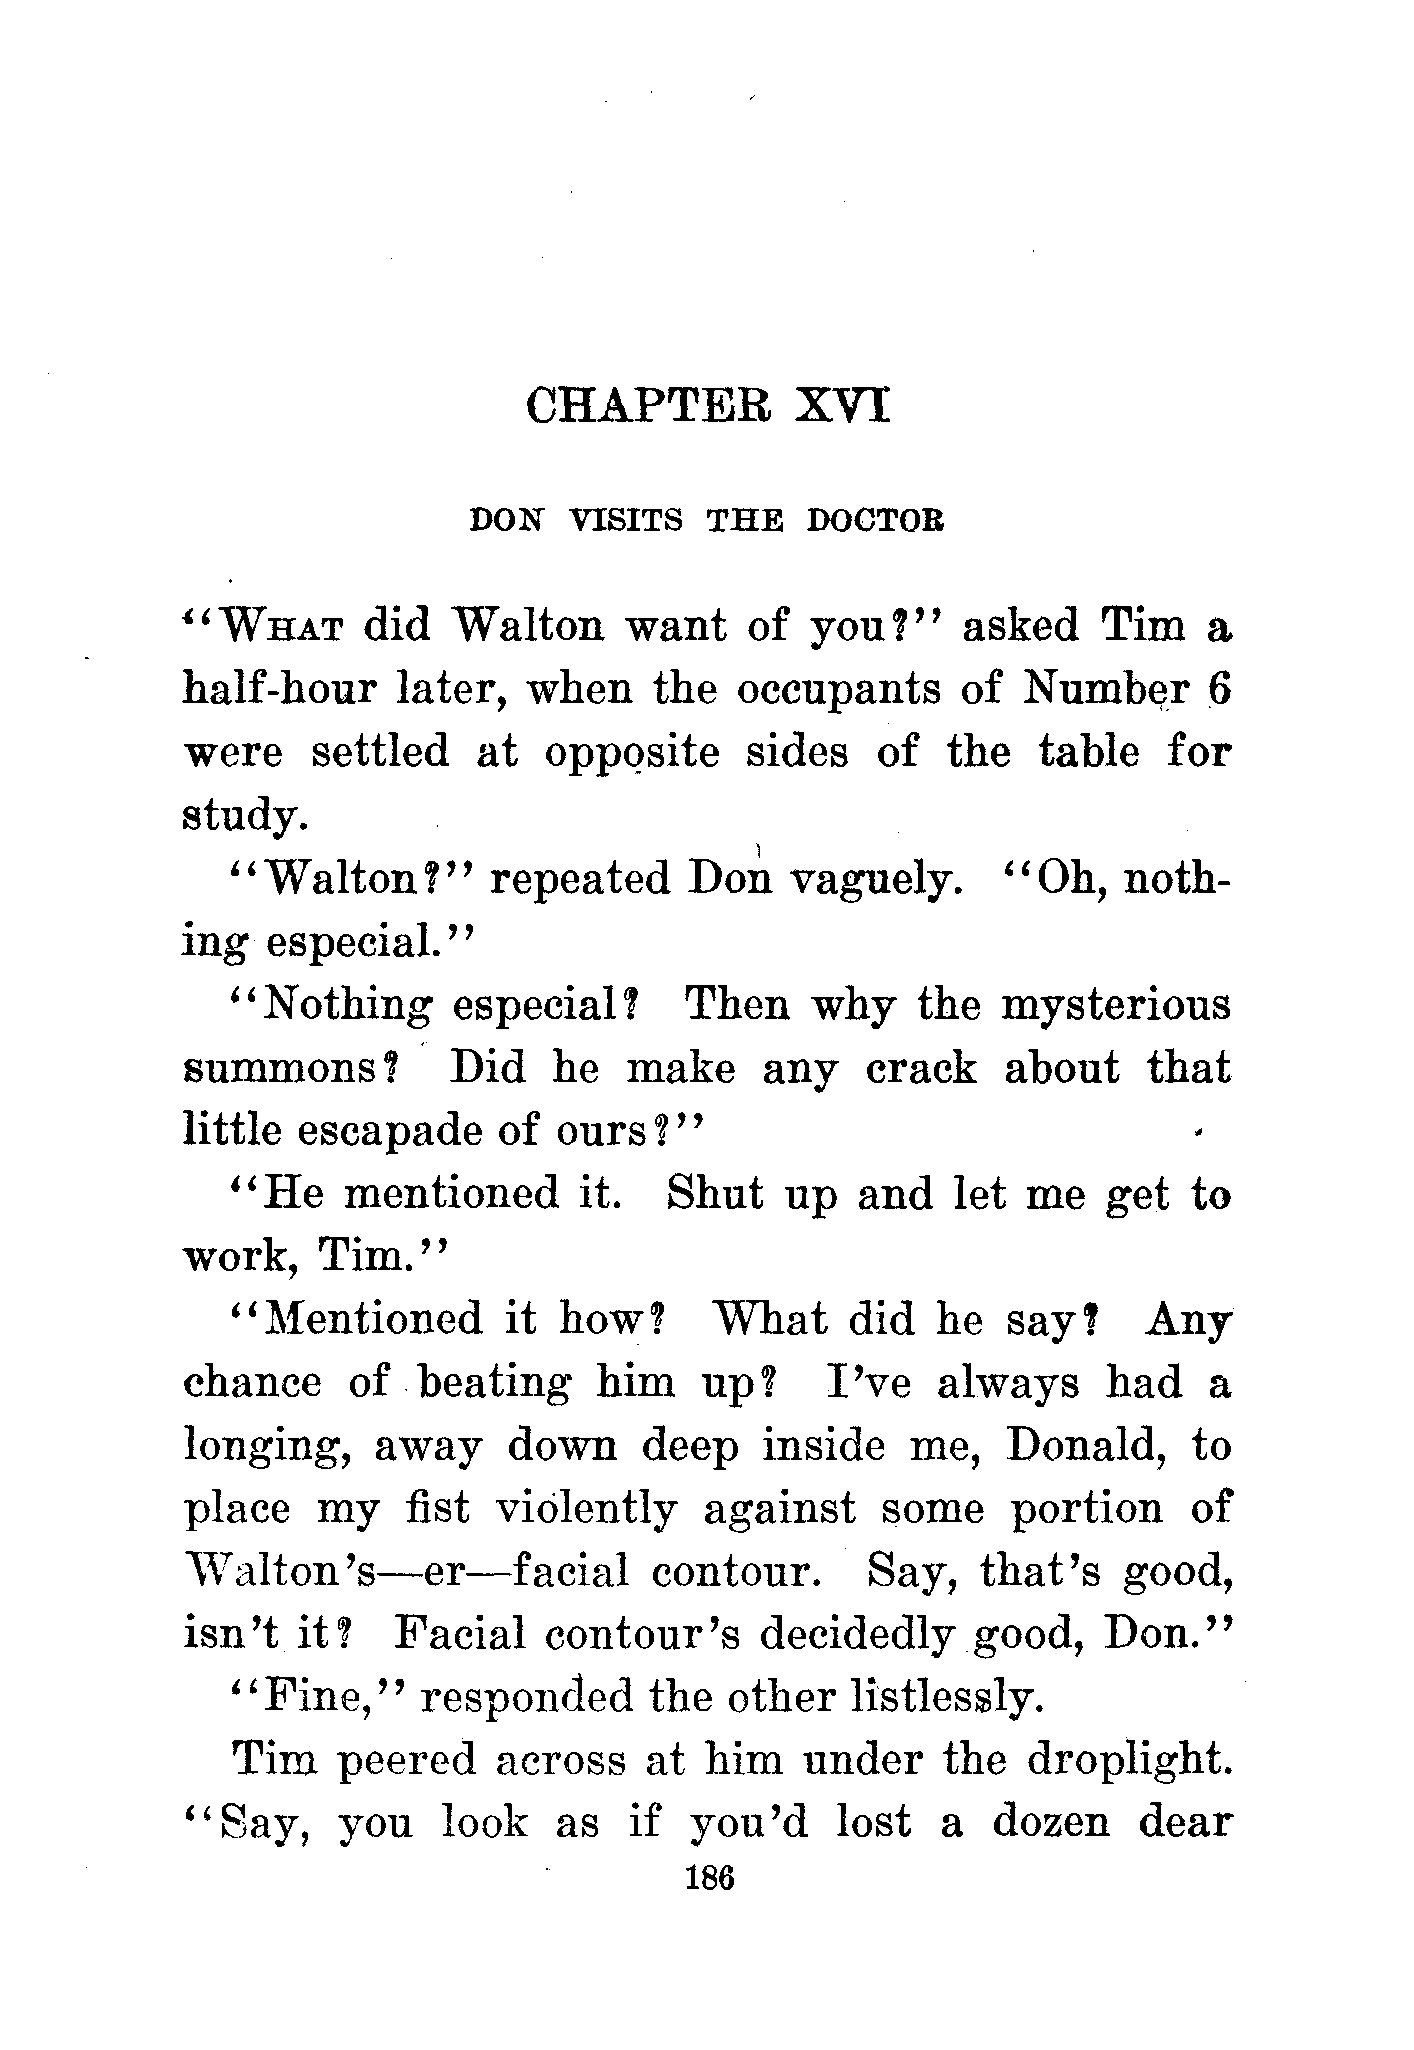 CHAPTER XVI
DON VISITS THE DOCTOR
"WHAT did Walton want of you?" asked Tim a
half-hour later, when the occupants of Number 6
were settled at opposite sides of the table for
study.
"Walton?" repeated Don vaguely. "Oh, noth-
ing especial."
"Nothing especial? Then why the mysterious
summons? Did he make any crack about that
little escapade of ours?"
"He mentioned it. Shut up and let me get to
work, Tim."
"Mentioned it how? What did he say? Any
chance of beating him up? I've always had a
longing, away down deep inside me, Donald, to
place my fist violently against some portion of
Walton's—er—facial contour. Say, that's good,
isn't it? Facial contour's decidedly good, Don."
"Fine," responded the other listlessly.
Tim peered across at him under the droplight.
"Say, you look as if you'd lost a dozen dear
186